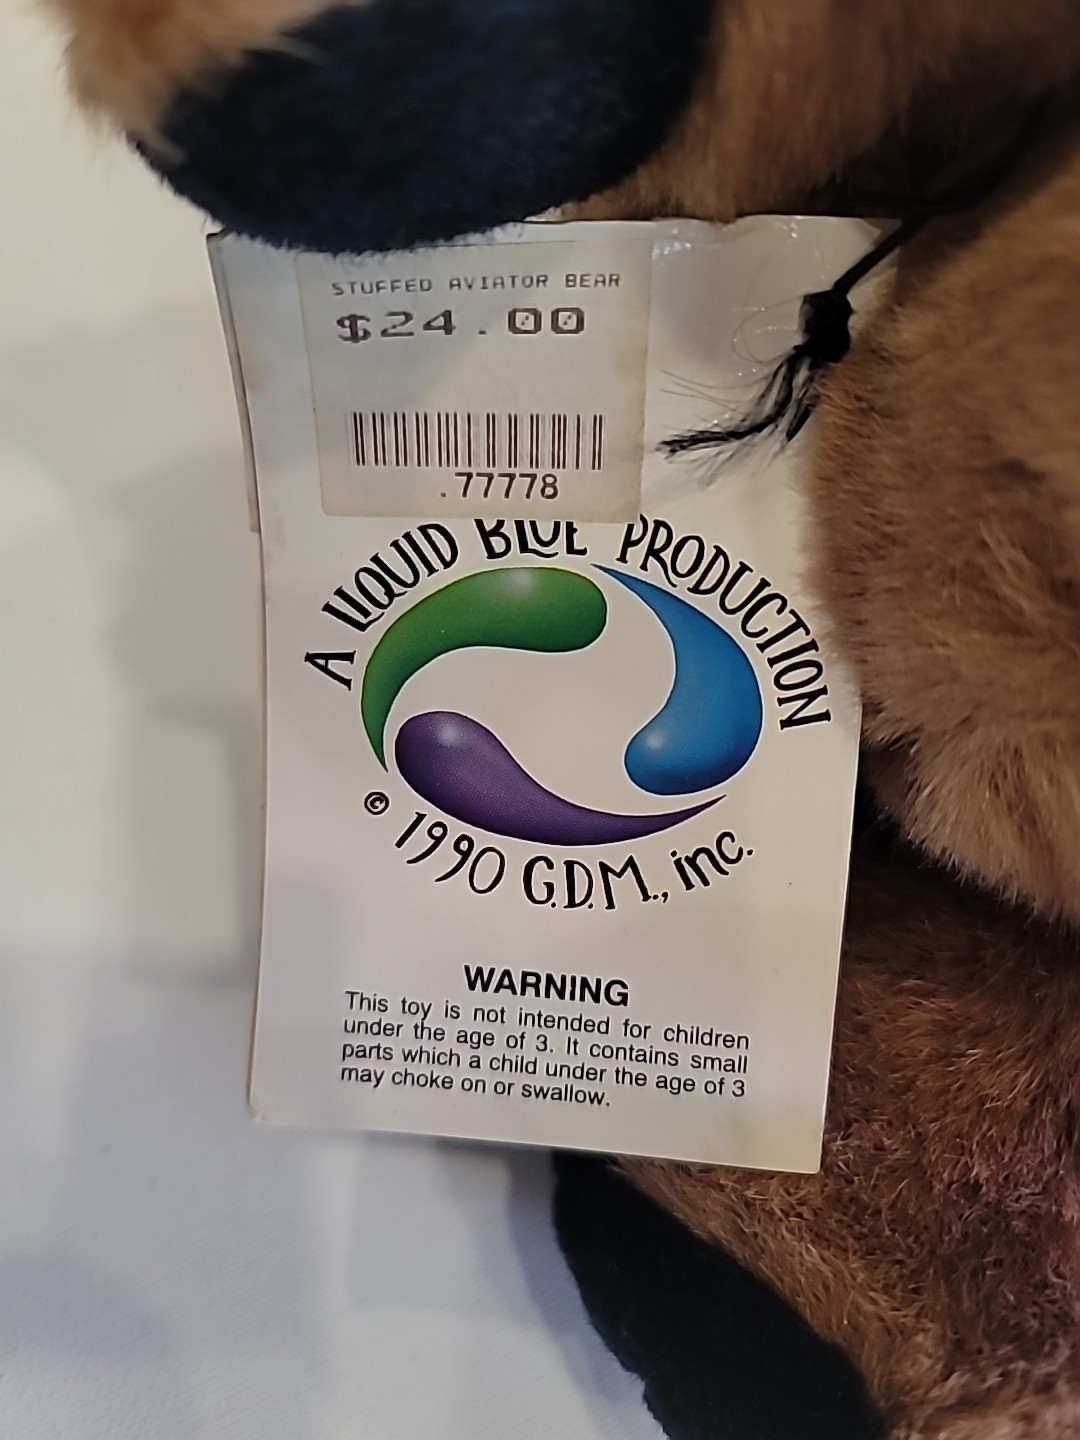 STUFFED AVIATOR BEAR
$24.00
.77778
A LIQUID BLUE PRODUCTION
© 1990 G.D.M., inc.
WARNING
This toy is not intended for children
under the age of 3. It contains small
parts which a child under the age of 3
may choke on or swallow.